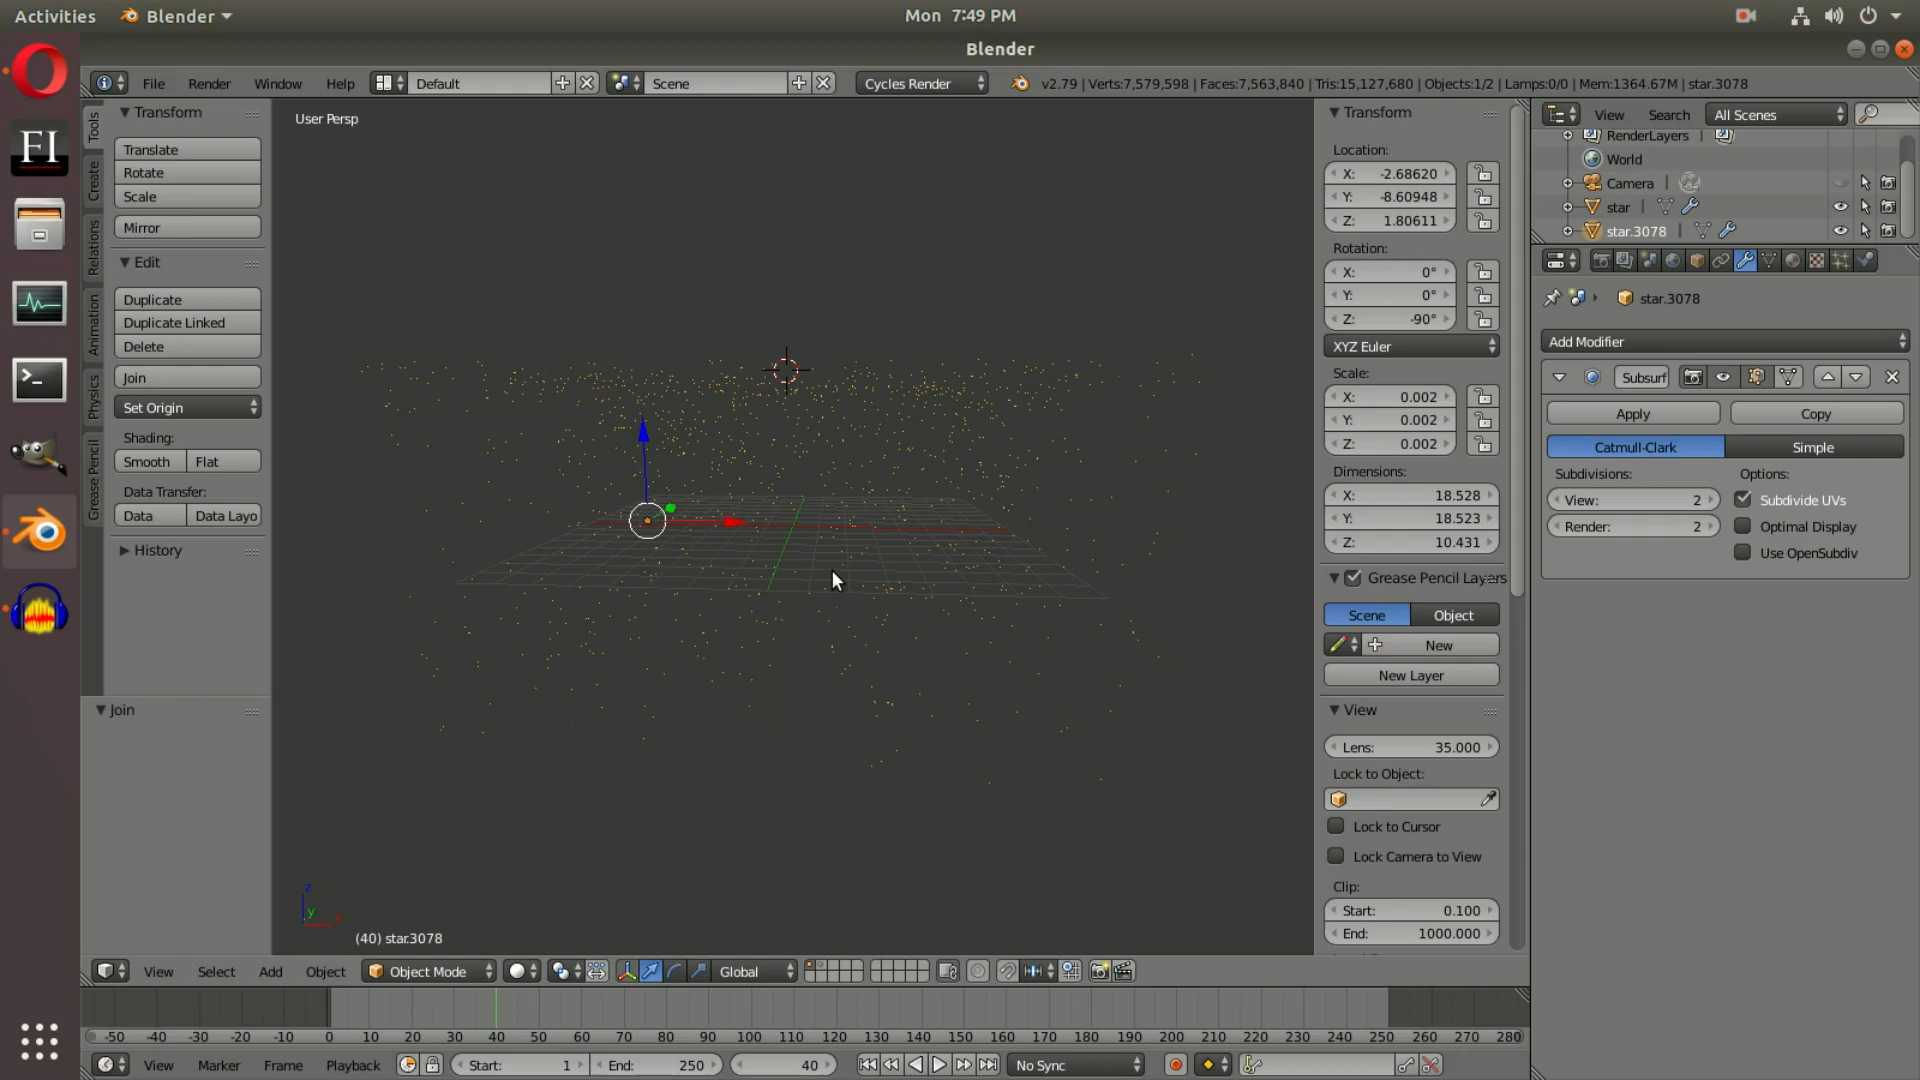 Activities Blender Mon 7:49 PM
Blender
File Render Window Help Default Scene Cycles Render v2.79 | Verts:7,579,598 | Faces:7,563,840 | Tris:15,127,680 | Objects:1/2 | Lamps:0/0 | Mem:1364.67M | star.3078
FI
Tools
Create
Relations
Animation
Physics
Grease Pencil
Transform
Translate
Rotate
Scale
Mirror
Edit
Duplicate
Duplicate Linked
Delete
Join
Set Origin
Shading:
Smooth Flat
Data Transfer:
Data Data Layo
History
Join
User Persp
z
y
(40) star.3078
Transform
Location:
X: -2.68620
Y: -8.60948
Z: 1.80611
Rotation:
X: 0°
Y: 0°
Z: -90°
XYZ Euler
Scale:
X: 0.002
Y: 0.002
Z: 0.002
Dimensions:
X: 18.528
Y: 18.523
Z: 10.431
Grease Pencil Layers
Scene Object
New
New Layer
View
Lens: 35.000
Lock to Object:
Lock to Cursor
Lock Camera to View
Clip:
Start: 0.100
End: 1000.000
View Search All Scenes
RenderLayers
World
Camera
star
star.3078
star.3078
Add Modifier
Subsurf
Apply Copy
Catmull-Clark Simple
Subdivisions: Options:
View: 2 Subdivide UVs
Render: 2 Optimal Display
Use OpenSubdiv
View Select Add Object Object Mode Global
-50 -40 -30 -20 -10 0 10 20 30 40 50 60 70 80 90 100 110 120 130 140 150 160 170 180 190 200 210 220 230 240 250 260 270 280
View Marker Frame Playback Start: 1 End: 250 40 No Sync